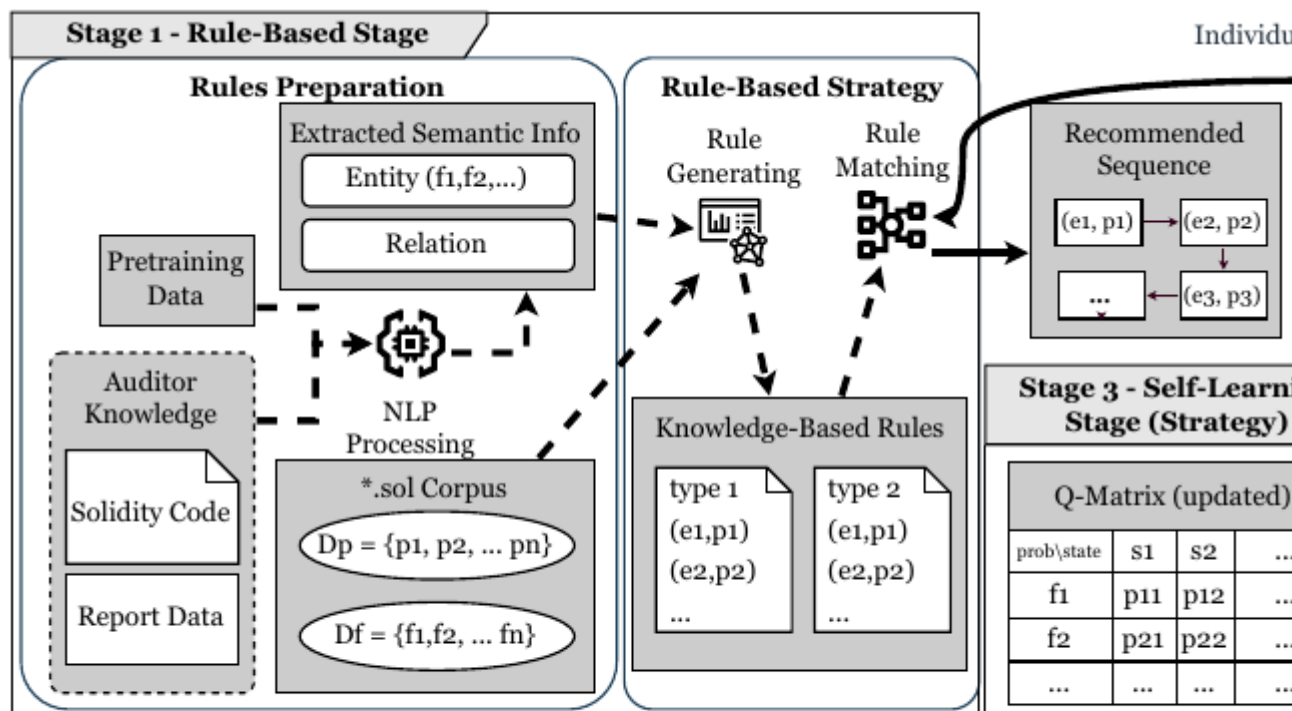 Stage 1 - Rule-Based Stage
Rules Preparation
Extracted Semantic Info
Entity (f1,f2,...)
Relation
Pretraining
Data
Auditor
Knowledge
Solidity Code
Report Data
NLP
Processing
*.sol Corpus
Dp = {p1, p2, ... pn}
Df = {f1,f2, ... fn}
Rule-Based Strategy
Rule
Generating
Rule
Matching
Knowledge-Based Rules
type 1
(e1,p1)
(e2,p2)
...
type 2
(e1,p1)
(e2,p2)
...
Individu
Recommended
Sequence
(e1, p1)
(e2, p2)
...
(e3, p3)
Stage 3 - Self-Learni
Stage (Strategy)
Q-Matrix (updated)
prob\state s1 s2 ...
f1 p11 p12 ...
f2 p21 p22 ...
... ... ... ...